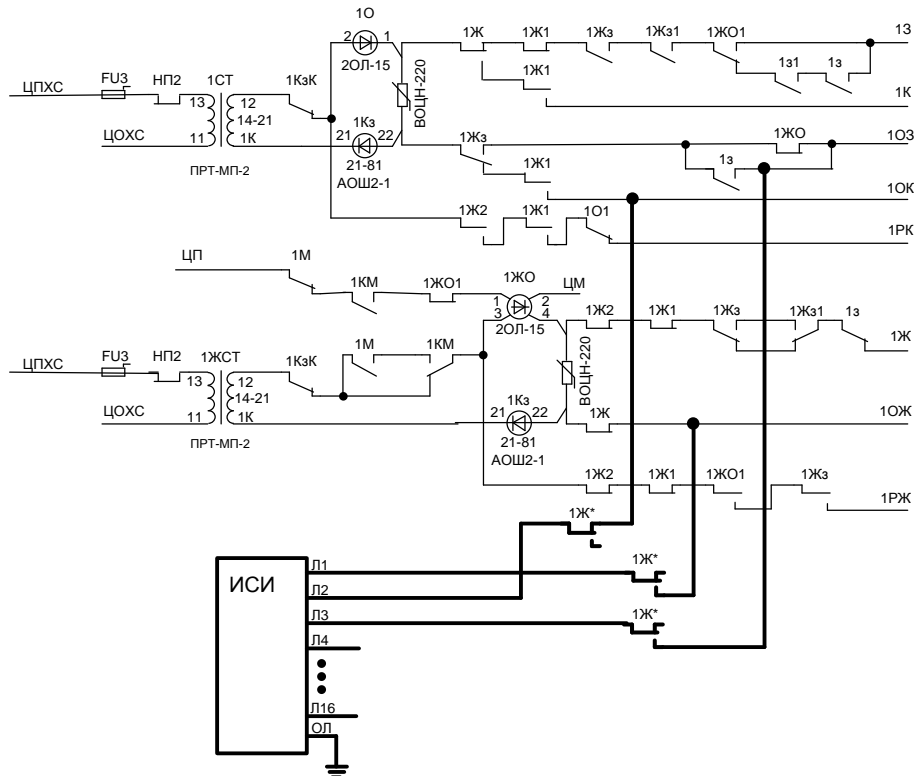 1О
2 1
2ОЛ-15
1Ж 1Ж1 1Жз 1Жз1 1ЖО1 1З
1з1 1з
1Ж1
1К
ЦПХС FU3 НП2 1СТ 1КзК
13 12
14-21
11 1К
ЦОХС
ПРТ-МП-2
ВОЦН-220
1Кз
21 22
21-81
АОШ2-1
1Жз 1ЖО 1ОЗ
1з
1Ж1
1ОК
1Ж2 1Ж1 1О1
1РК
ЦП 1М
1КМ 1ЖО1 1ЖО ЦМ
1 2
3 4
2ОЛ-15
1Ж2 1Ж1 1Жз 1Жз1 1з
1Ж
ЦПХС FU3 НП2 1ЖСТ 1КзК 1М 1КМ
13 12
14-21
11 1К
ЦОХС
ПРТ-МП-2
ВОЦН-220
1Кз
21 22
21-81
АОШ2-1
1Ж 1ОЖ
1Ж2 1Ж1 1ЖО1 1Жз
1РЖ
1Ж*
1Ж*
1Ж*
ИСИ
Л1
Л2
Л3
Л4
Л16
ОЛ